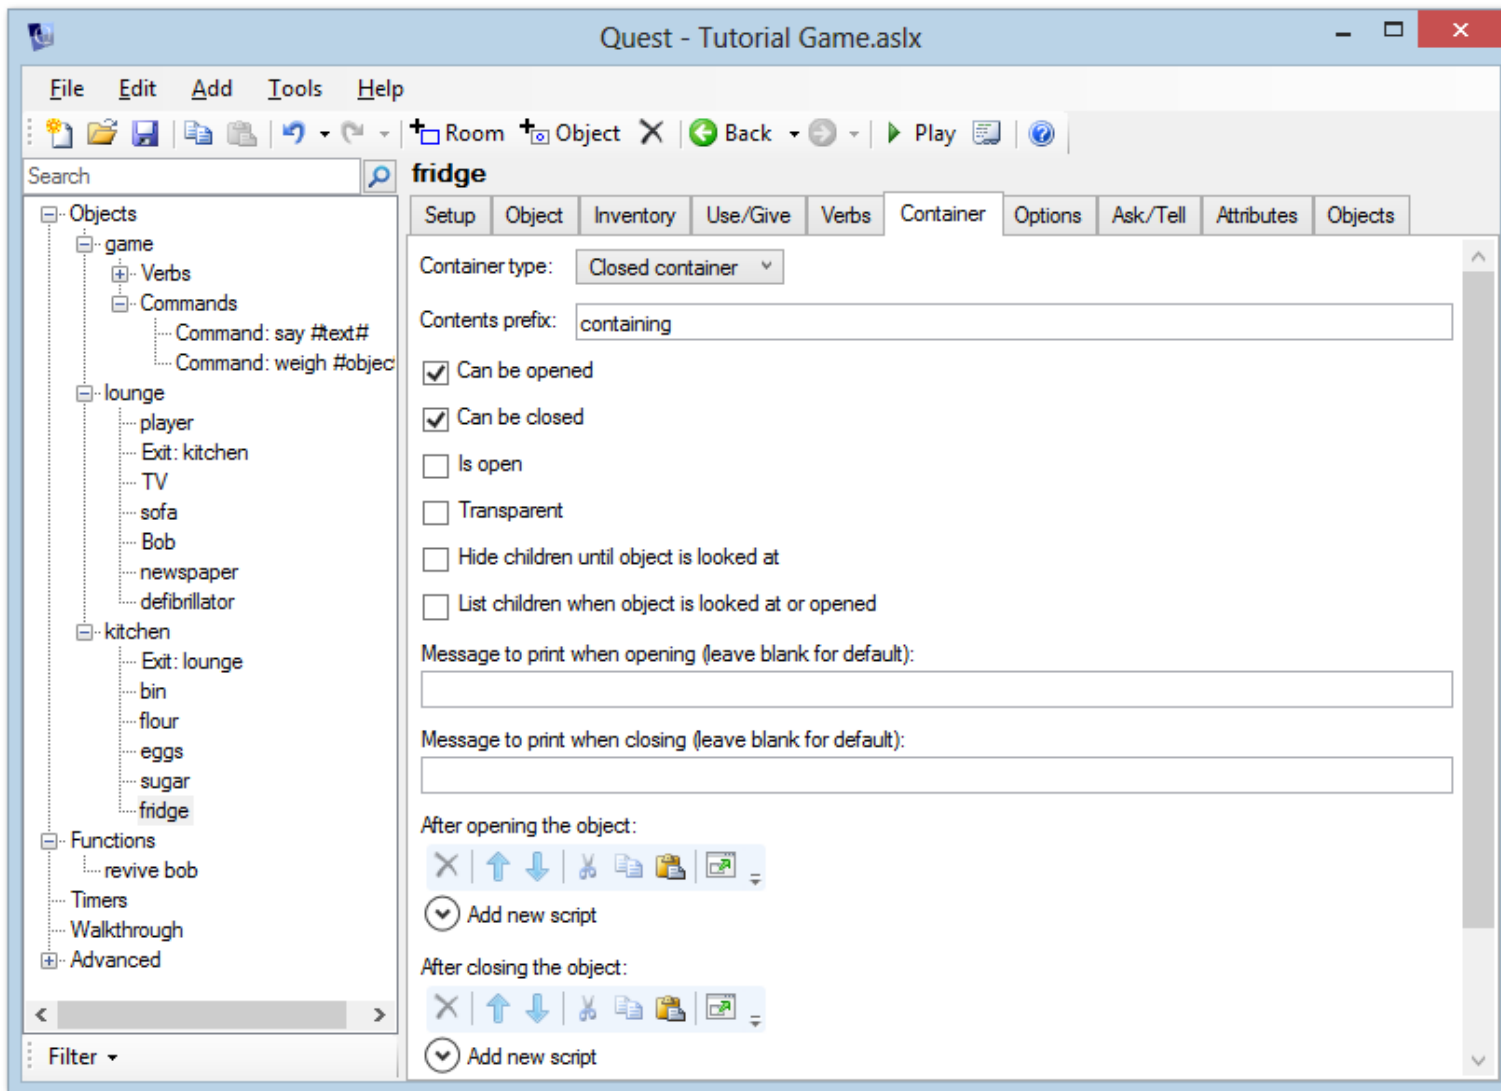 Quest - Tutorial Game.aslx
File Edit Add Tools Help
Room Object Back Play
Search
Objects
game
Verbs
Commands
Command: say #text#
Command: weigh #objec
lounge
player
Exit: kitchen
TV
sofa
Bob
newspaper
defibrillator
kitchen
Exit: lounge
bin
flour
eggs
sugar
fridge
Functions
revive bob
Timers
Walkthrough
Advanced
Filter
fridge
Setup Object Inventory Use/Give Verbs Container Options Ask/Tell Attributes Objects
Container type: Closed container
Contents prefix: containing
Can be opened
Can be closed
Is open
Transparent
Hide children until object is looked at
List children when object is looked at or opened
Message to print when opening (leave blank for default):
Message to print when closing (leave blank for default):
After opening the object:
Add new script
After closing the object:
Add new script